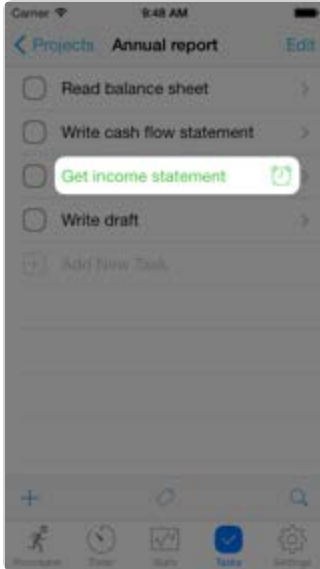 Carrier 9:48 AM
Projects Annual report Edit
Read balance sheet
Write cash flow statement
Get income statement
Write draft
Add New Task
Timer Stats Tasks Settings